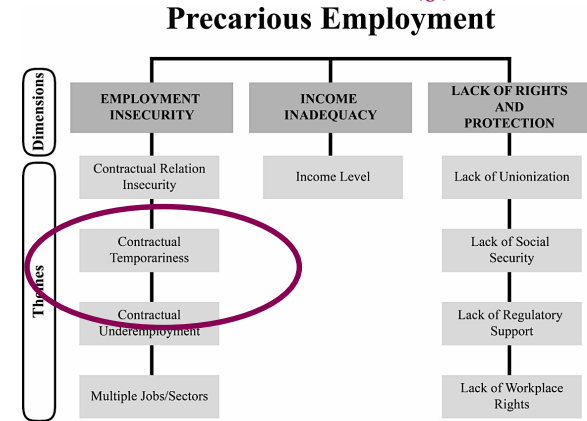 Precarious Employment
Dimensions
EMPLOYMENT
INSECURITY
INCOME
INADEQUACY
LACK OF RIGHTS
AND
PROTECTION
Themes
Contractual Relation
Insecurity
Income Level
Lack of Unionization
Contractual
Temporariness
Lack of Social
Security
Contractual
Underemployment
Lack of Regulatory
Support
Multiple Jobs/Sectors
Lack of Workplace
Rights